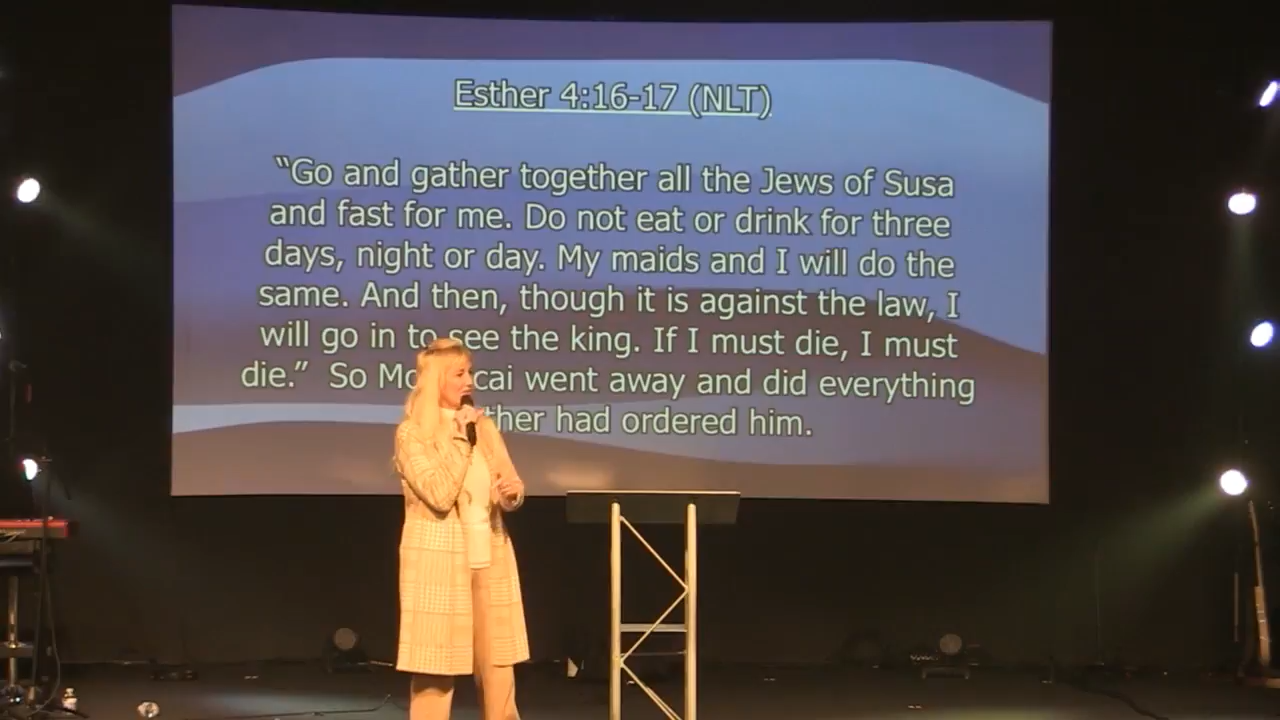 Esther 4:16-17 (NLT)
“Go and gather together all the Jews of Susa
and fast for me. Do not eat or drink for three
days, night or day. My maids and I will do the
same. And then, though it is against the law, I
will go in to see the king. If I must die, I must
die.” So went away and did everything
had ordered him.